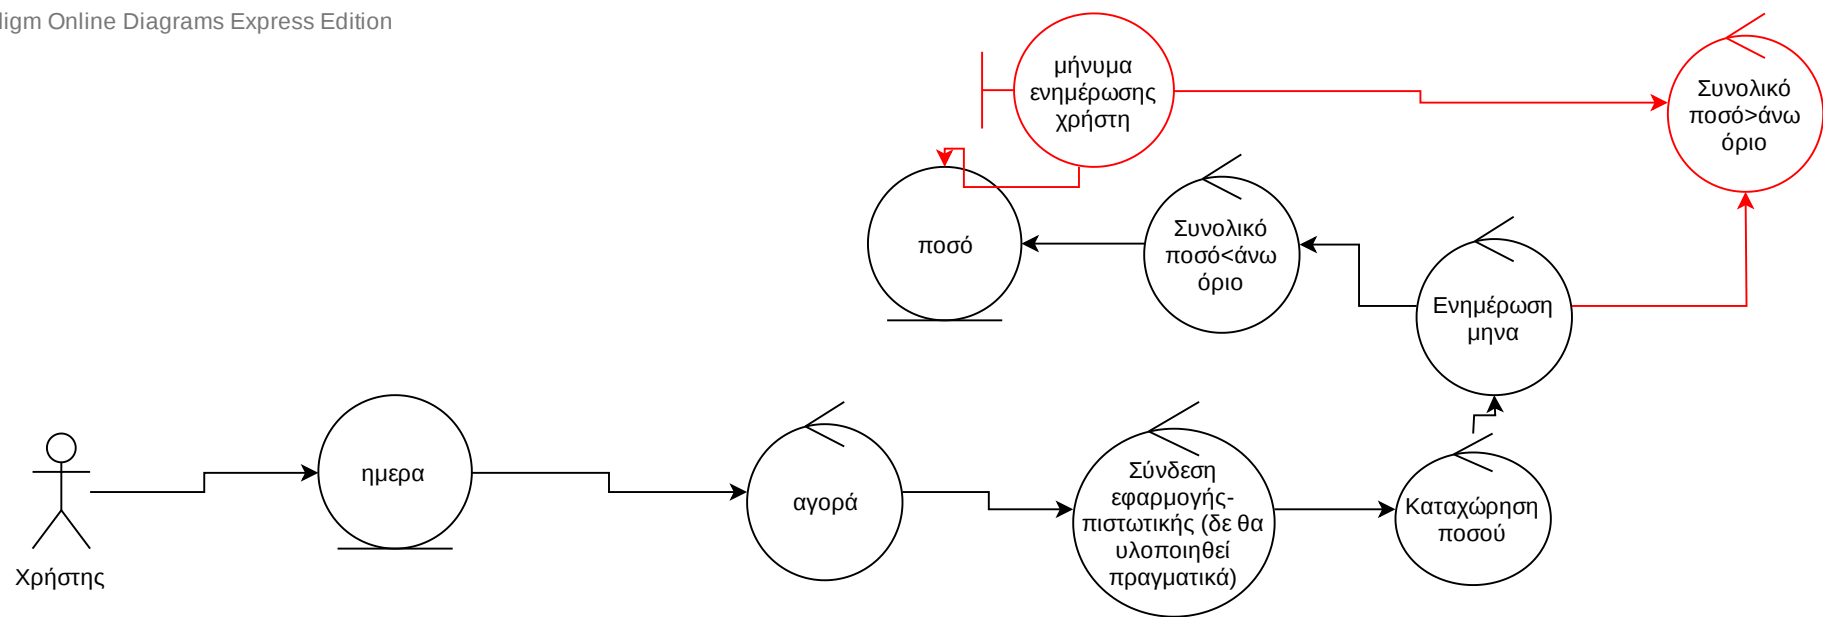 digm Online Diagrams Express Edition
μήνυμα
ενημέρωσης
χρήστη
Συνολικό
ποσό>άνω
όριο
ποσό
Συνολικό
ποσό<άνω
όριο
Ενημέρωση
μηνα
ημερα
αγορά
Σύνδεση
εφαρμογής-
πιστωτικής (δε θα
υλοποιηθεί
πραγματικά)
Καταχώρηση
ποσού
Χρήστης